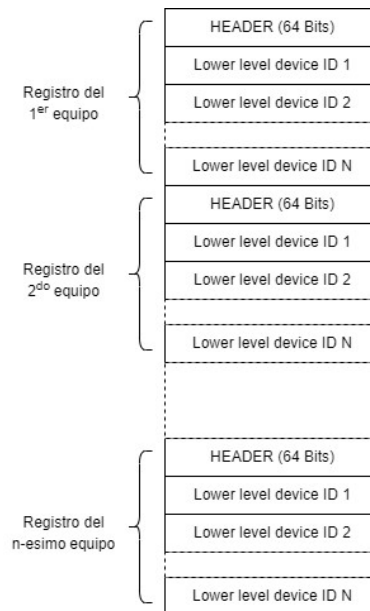 HEADER (64 Bits)
Lower level device ID 1
Registro del
1er equipo
Lower level device ID 2
Lower level device ID N
HEADER (64 Bits)
Lower level device ID 1
Registro del
2do equipo
Lower level device ID 2
Lower level device ID N
HEADER (64 Bits)
Lower level device ID 1
Registro del
n-esimo equipo
Lower level device ID 2
Lower level device ID N